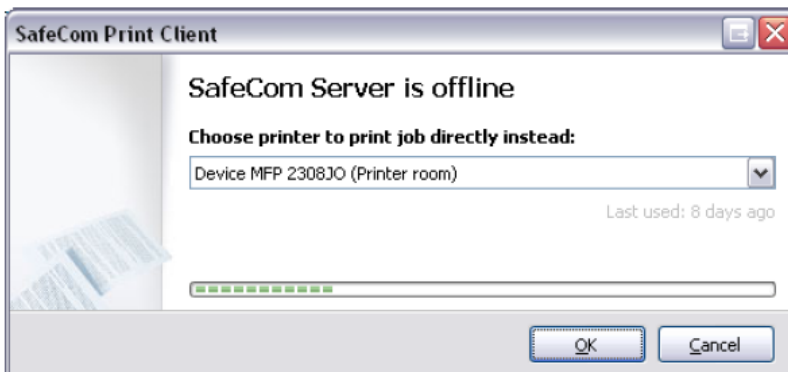 SafeCom Print Client
SafeCom Server is offline
Choose printer to print job directly instead:
Device MFP 2308JO (Printer room)
Last used: 8 days ago
OK
Cancel